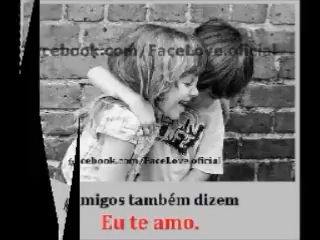 cebook.com/FaceLove.oficial
facebook.com/FaceLove.oficial
migos também dizem
Eu te amo.